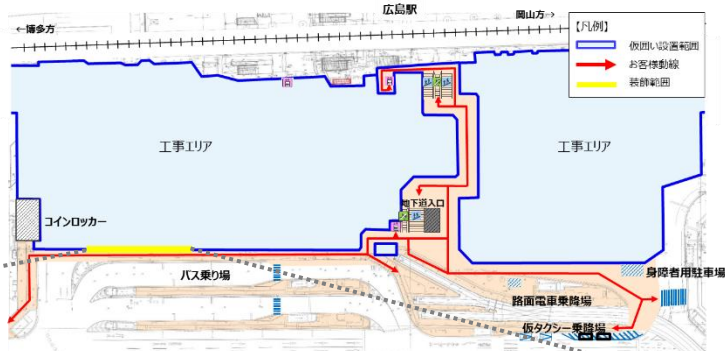 広島駅
←博多方
岡山方→
【凡例】
仮囲い設置範囲
お客様動線
装飾範囲
工事エリア
工事エリア
地下道入口
コインロッカー
バス乗り場
身障者用駐車場
路面電車乗降場
仮タクシー乗降場